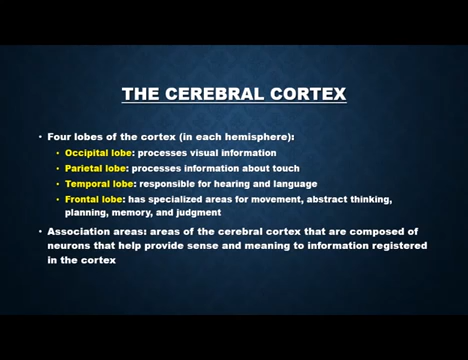 THE CEREBRAL CORTEX
• Four lobes of the cortex (in each hemisphere):
• Occipital lobe: processes visual information
• Parietal lobe: processes information about touch
• Temporal lobe: responsible for hearing and language
• Frontal lobe: has specialized areas for movement, abstract thinking,
planning, memory, and judgment
• Association areas: areas of the cerebral cortex that are composed of
neurons that help provide sense and meaning to information registered
in the cortex